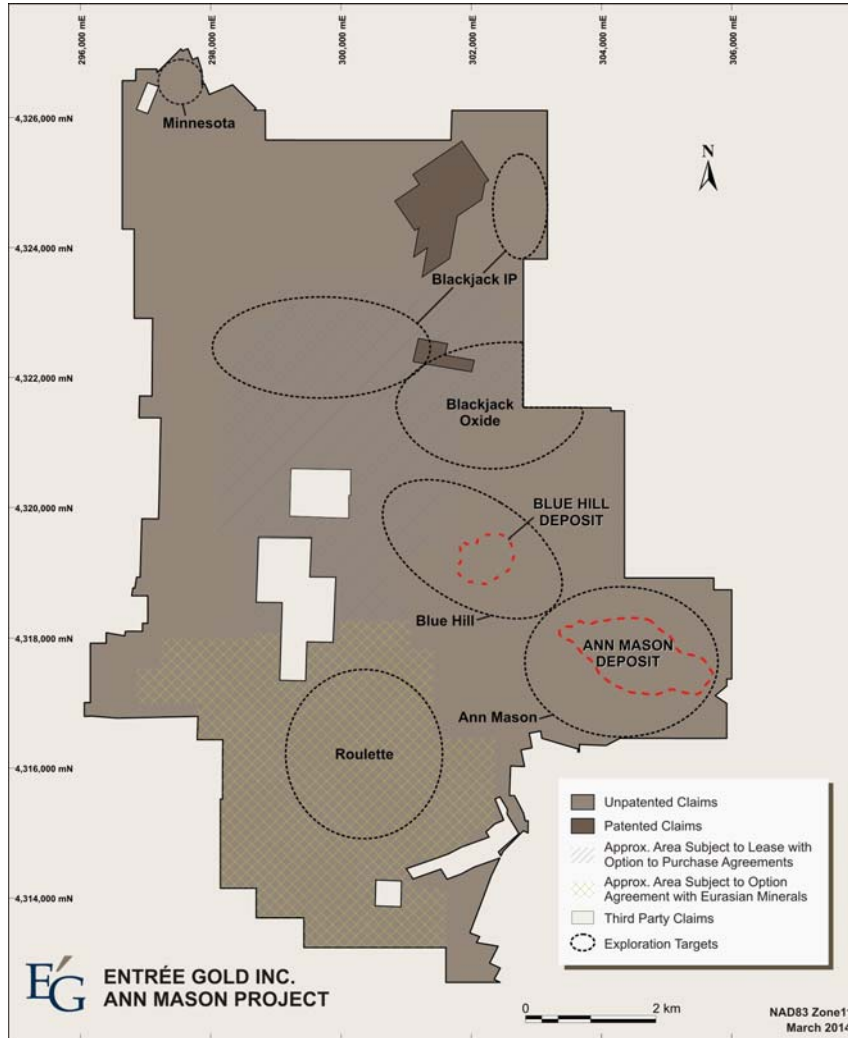 296,000 mE
298,000 mE
300,000 mE
302,000 mE
304,000 mE
306,000 mE
4,326,000 mN
4,324,000 mN
4,322,000 mN
4,320,000 mN
4,318,000 mN
4,316,000 mN
4,314,000 mN
Minnesota
N
Blackjack IP
Blackjack
Oxide
BLUE HILL
DEPOSIT
Blue Hill
ANN MASON
DEPOSIT
Ann Mason
Roulette
Unpatented Claims
Patented Claims
Approx. Area Subject to Lease with
Option to Purchase Agreements
Approx. Area Subject to Option
Agreement with Eurasian Minerals
Third Party Claims
Exploration Targets
ÉG
ENTRÉE GOLD INC.
ANN MASON PROJECT
0 2 km
NAD83 Zone11
March 2014